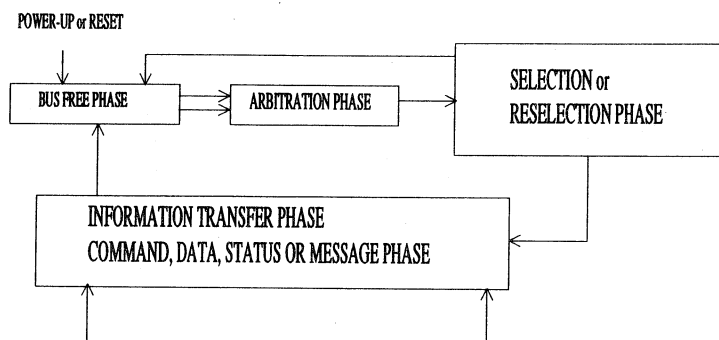 POWER-UP or RESET
BUS FREE PHASE
ARBITRATION PHASE
SELECTION or
RESELECTION PHASE
INFORMATION TRANSFER PHASE
COMMAND, DATA, STATUS OR MESSAGE PHASE